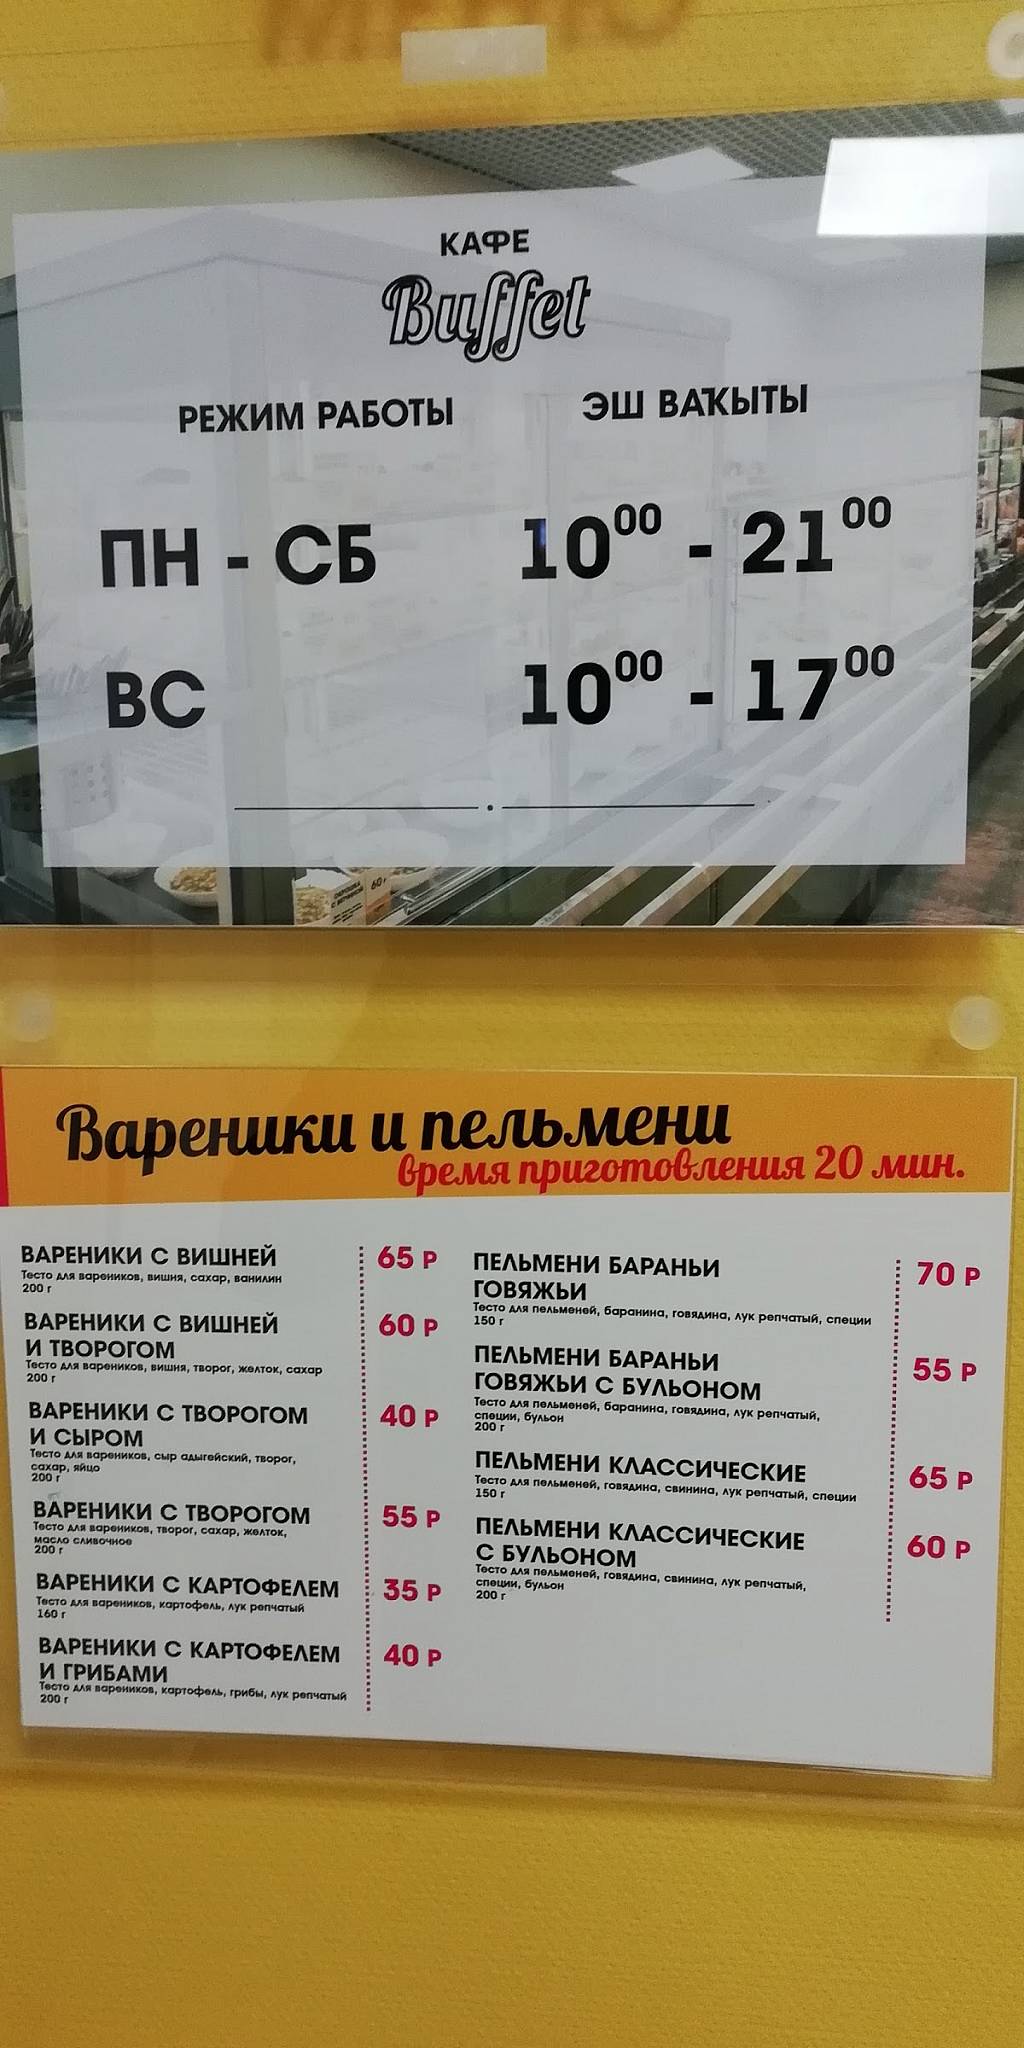 КАФЕ
Buffet
РЕЖИМ РАБОТЫ ЭШ ВАҠЫТЫ
ПН - СБ 10⁰⁰ - 21⁰⁰
ВС 10⁰⁰ - 17⁰⁰
60
Вареники и пельмени
время приготовления 20 мин.
ВАРЕНИКИ С ВИШНЕЙ 65 Р
Тесто для вареников, вишня, сахар, ванилин
200 г
ВАРЕНИКИ С ВИШНЕЙ 60 Р
И ТВОРОГОМ
Тесто для вареников, вишня, творог, желток, сахар
200 г
ВАРЕНИКИ С ТВОРОГОМ 40 Р
И СЫРОМ
Тесто для вареников, сыр адыгейский, творог,
сахар, яйцо
200 г
ВАРЕНИКИ С ТВОРОГОМ 55 Р
Тесто для вареников, творог, сахар, желток,
масло сливочное
200 г
ВАРЕНИКИ С КАРТОФЕЛЕМ 35 Р
Тесто для вареников, картофель, лук репчатый
160 г
ВАРЕНИКИ С КАРТОФЕЛЕМ 40 Р
И ГРИБАМИ
Тесто для вареников, картофель, грибы, лук репчатый
200 г
ПЕЛЬМЕНИ БАРАНЬИ 70 Р
ГОВЯЖЬИ
Тесто для пельменей, баранина, говядина, лук репчатый, специи
150 г
ПЕЛЬМЕНИ БАРАНЬИ 55 Р
ГОВЯЖЬИ С БУЛЬОНОМ
Тесто для пельменей, баранина, говядина, лук репчатый,
специи, бульон
200 г
ПЕЛЬМЕНИ КЛАССИЧЕСКИЕ 65 Р
Тесто для пельменей, говядина, свинина, лук репчатый, специи
150 г
ПЕЛЬМЕНИ КЛАССИЧЕСКИЕ 60 Р
С БУЛЬОНОМ
Тесто для пельменей, говядина, свинина, лук репчатый,
специи, бульон
200 г